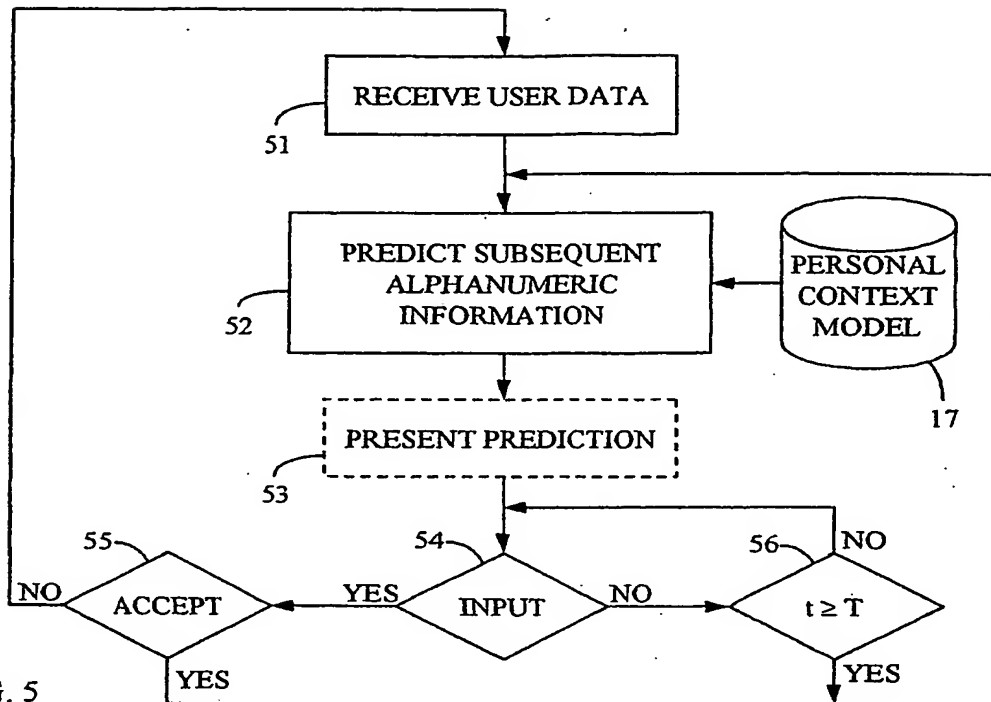 RECEIVE USER DATA
51
PREDICT SUBSEQUENT
ALPHANUMERIC
INFORMATION
52
PERSONAL
CONTEXT
MODEL
17
PRESENT PREDICTION
53
55
54
56
NO
NO
ACCEPT
YES
INPUT
NO
t ≥ T
YES
YES
. 5